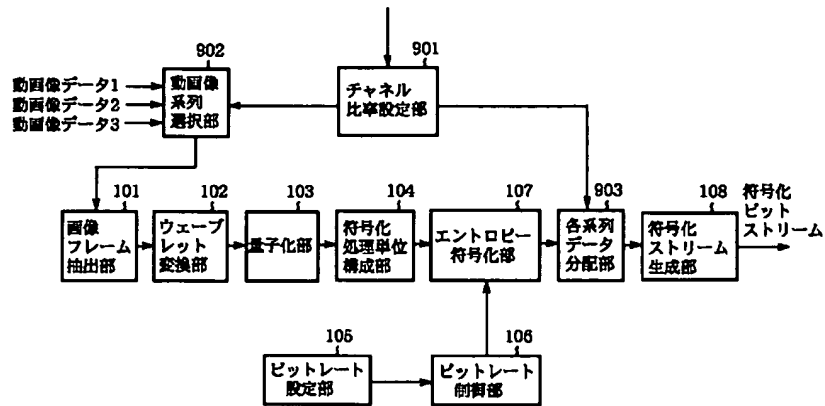 902
901
動画像データ1
動画像データ2
動画像データ3
動画像
系列
選択部
チャネル
比率設定部
101
102
103
104
107
903
108
画像
フレーム
抽出部
ウェーブ
レット
変換部
量子化部
符号化
処理単位
構成部
エントロピー
符号化部
各系列
データ
分配部
符号化
ストリーム
生成部
符号化
ビット
ストリーム
105
106
ビットレート
設定部
ビットレート
制御部